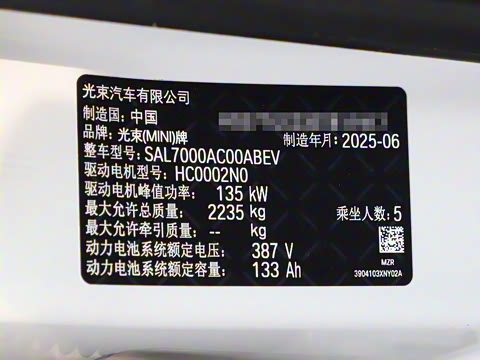 光束汽车有限公司
制造国: 中国
品牌: 光束(MINI)牌 制造年月: 2025-06
整车型号: SAL7000AC00ABEV
驱动电机型号: HC0002N0
驱动电机峰值功率: 135 kW
最大允许总质量: 2235 kg 乘坐人数: 5
最大允许牵引质量: -- kg
动力电池系统额定电压: 387 V
动力电池系统额定容量: 133 Ah
MZR
3904103XNY02A